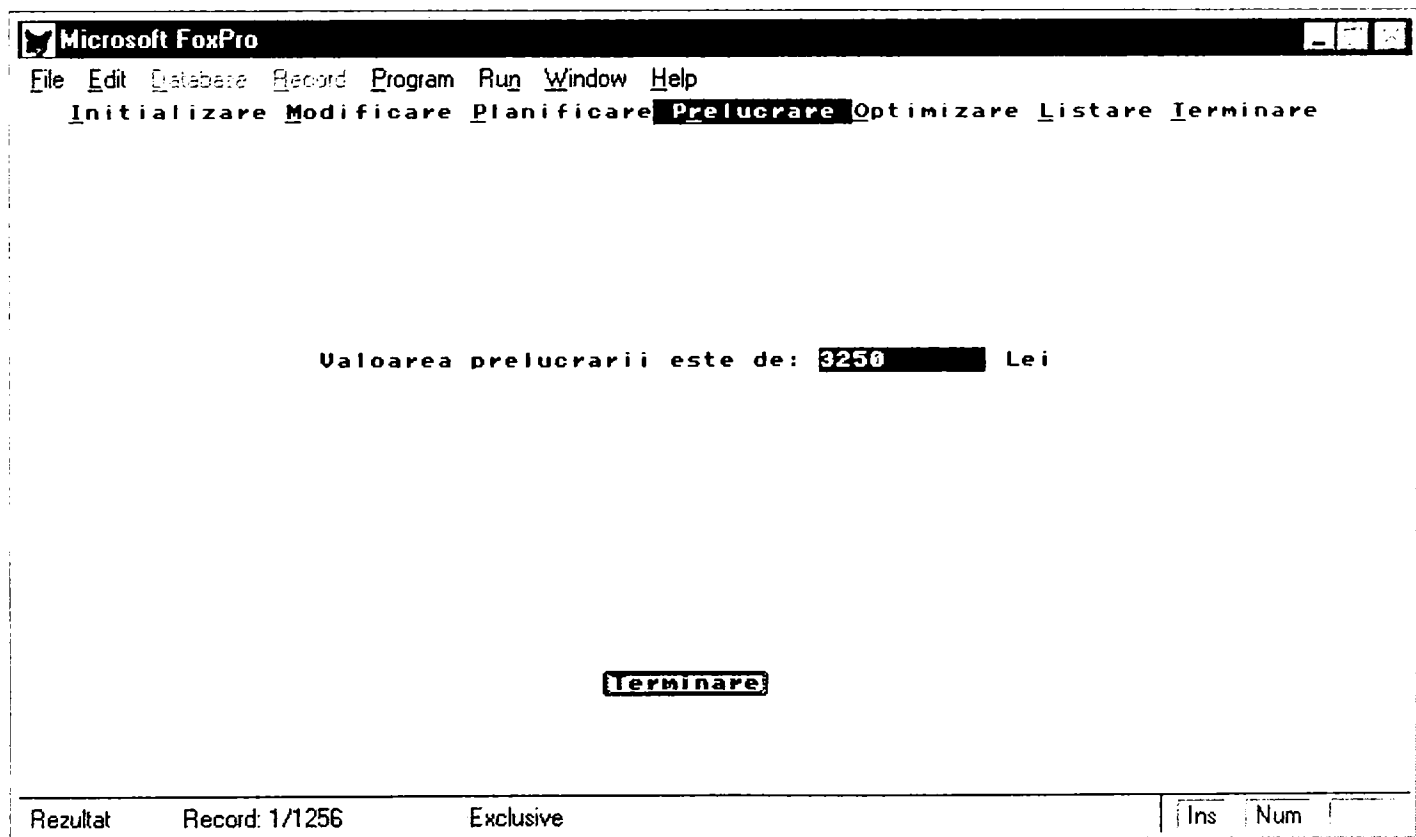 Microsoft FoxPro
File Edit Database Record Program Run Window Help
Initializare Modificare Planificare Prelucrare Optimizare Listare Terminare
Valoarea prelucrarii este de: 3250 Lei
Terminare
Rezultat Record: 1/1256 Exclusive Ins Num